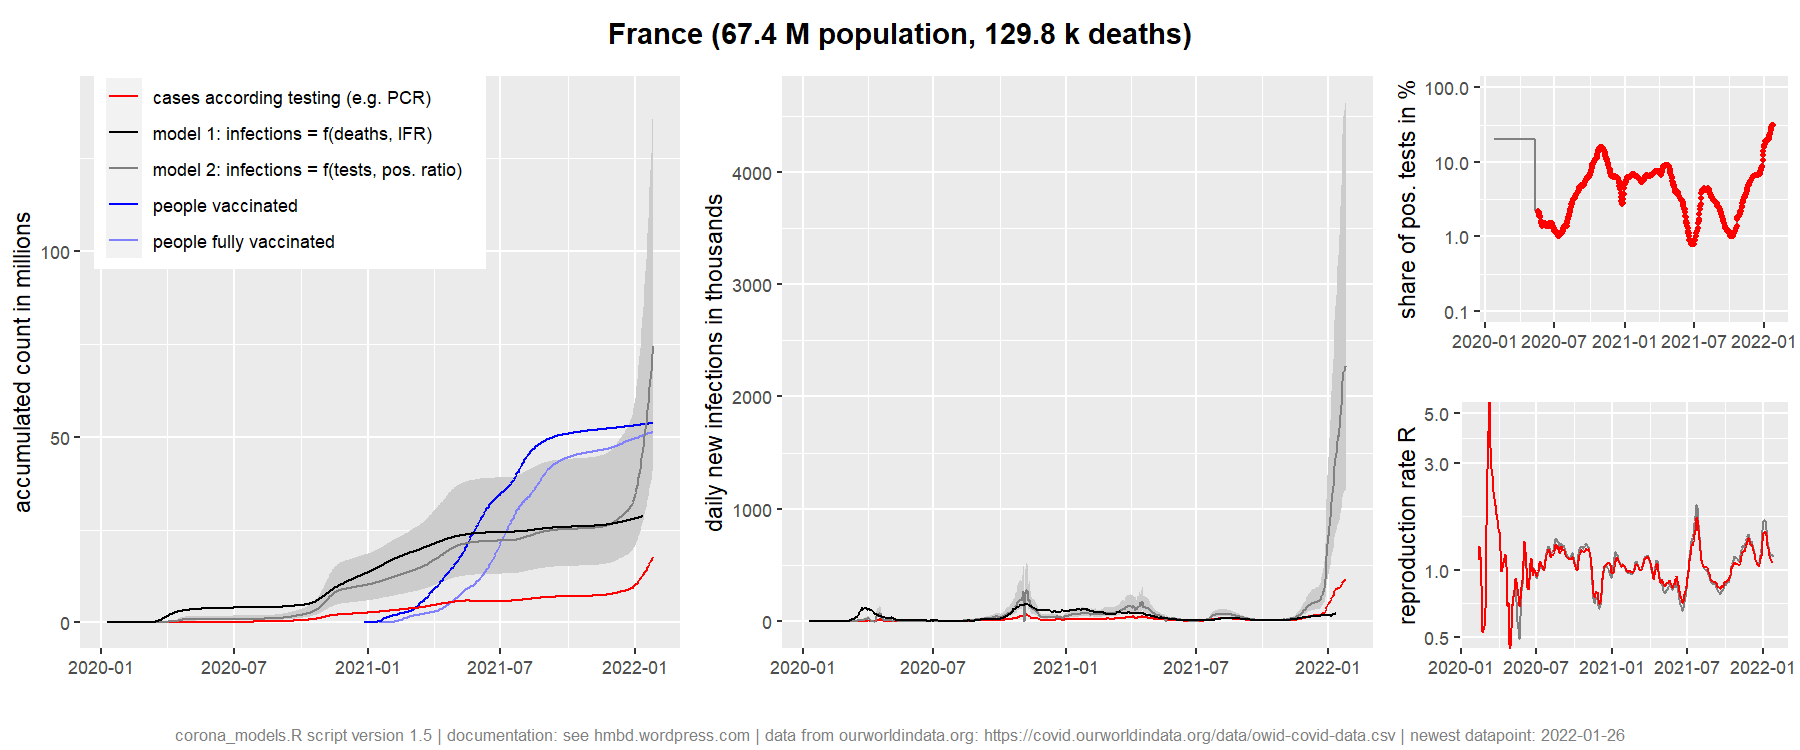 France (67.4 M population, 129.8 k deaths)
cases according testing (e.g. PCR)
model 1: infections = f(deaths, IFR)
model 2: infections = f(tests, pos. ratio)
people vaccinated
people fully vaccinated
accumulated count in millions
100
50
0
2020-01 2020-07 2021-01 2021-07 2022-01
daily new infections in thousands
4000
3000
2000
1000
0
2020-01 2020-07 2021-01 2021-07 2022-01
share of pos. tests in %
100.0
10.0
1.0
0.1
2020-01 2020-07 2021-01 2021-07 2022-01
reproduction rate R
5.0
3.0
1.0
0.5
2020-01 2020-07 2021-01 2021-07 2022-01
corona_models.R script version 1.5 | documentation: see hmbd.wordpress.com | data from ourworldindata.org: https://covid.ourworldindata.org/data/owid-covid-data.csv | newest datapoint: 2022-01-26